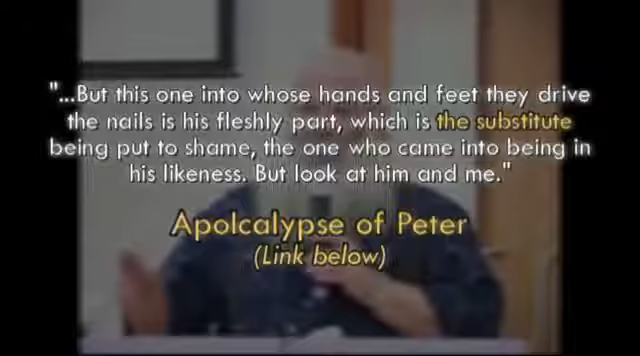 "...But this one into whose hands and feet they drive
the nails is his fleshly part, which is the substitute
being put to shame, the one who came into being in
his likeness. But look at him and me."
Apolcalypse of Peter
(Link below)